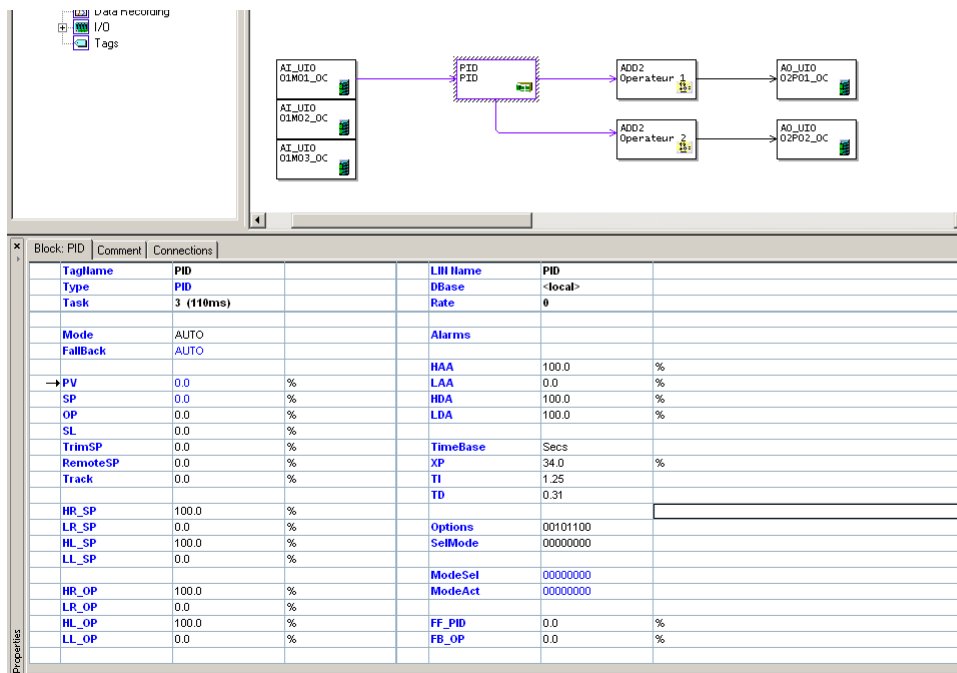 Data Recording
I/O
Tags
AI_UIO
01M01_0C
AI_UIO
01M02_0C
AI_UIO
01M03_0C
PID
PID
ADD2
Operateur 1
ADD2
Operateur 2
AO_UIO
02P01_0C
AO_UIO
02P02_0C
Block: PID Comment Connections
TagName PID LIN Name PID
Type PID DBase <local>
Task 3 (110ms) Rate 0
Mode AUTO Alarms
FallBack AUTO
HAA 100.0 %
PV 0.0 % LAA 0.0 %
SP 0.0 % HDA 100.0 %
OP 0.0 % LDA 100.0 %
SL 0.0 %
TrimSP 0.0 % TimeBase Secs
RemoteSP 0.0 % XP 34.0 %
Track 0.0 % TI 1.25
TD 0.31
HR_SP 100.0 %
LR_SP 0.0 % Options 00101100
HL_SP 100.0 % SelMode 00000000
LL_SP 0.0 %
ModeSel 00000000
HR_OP 100.0 % ModeAct 00000000
LR_OP 0.0 %
HL_OP 100.0 % FF_PID 0.0 %
LL_OP 0.0 % FB_OP 0.0 %
Properties